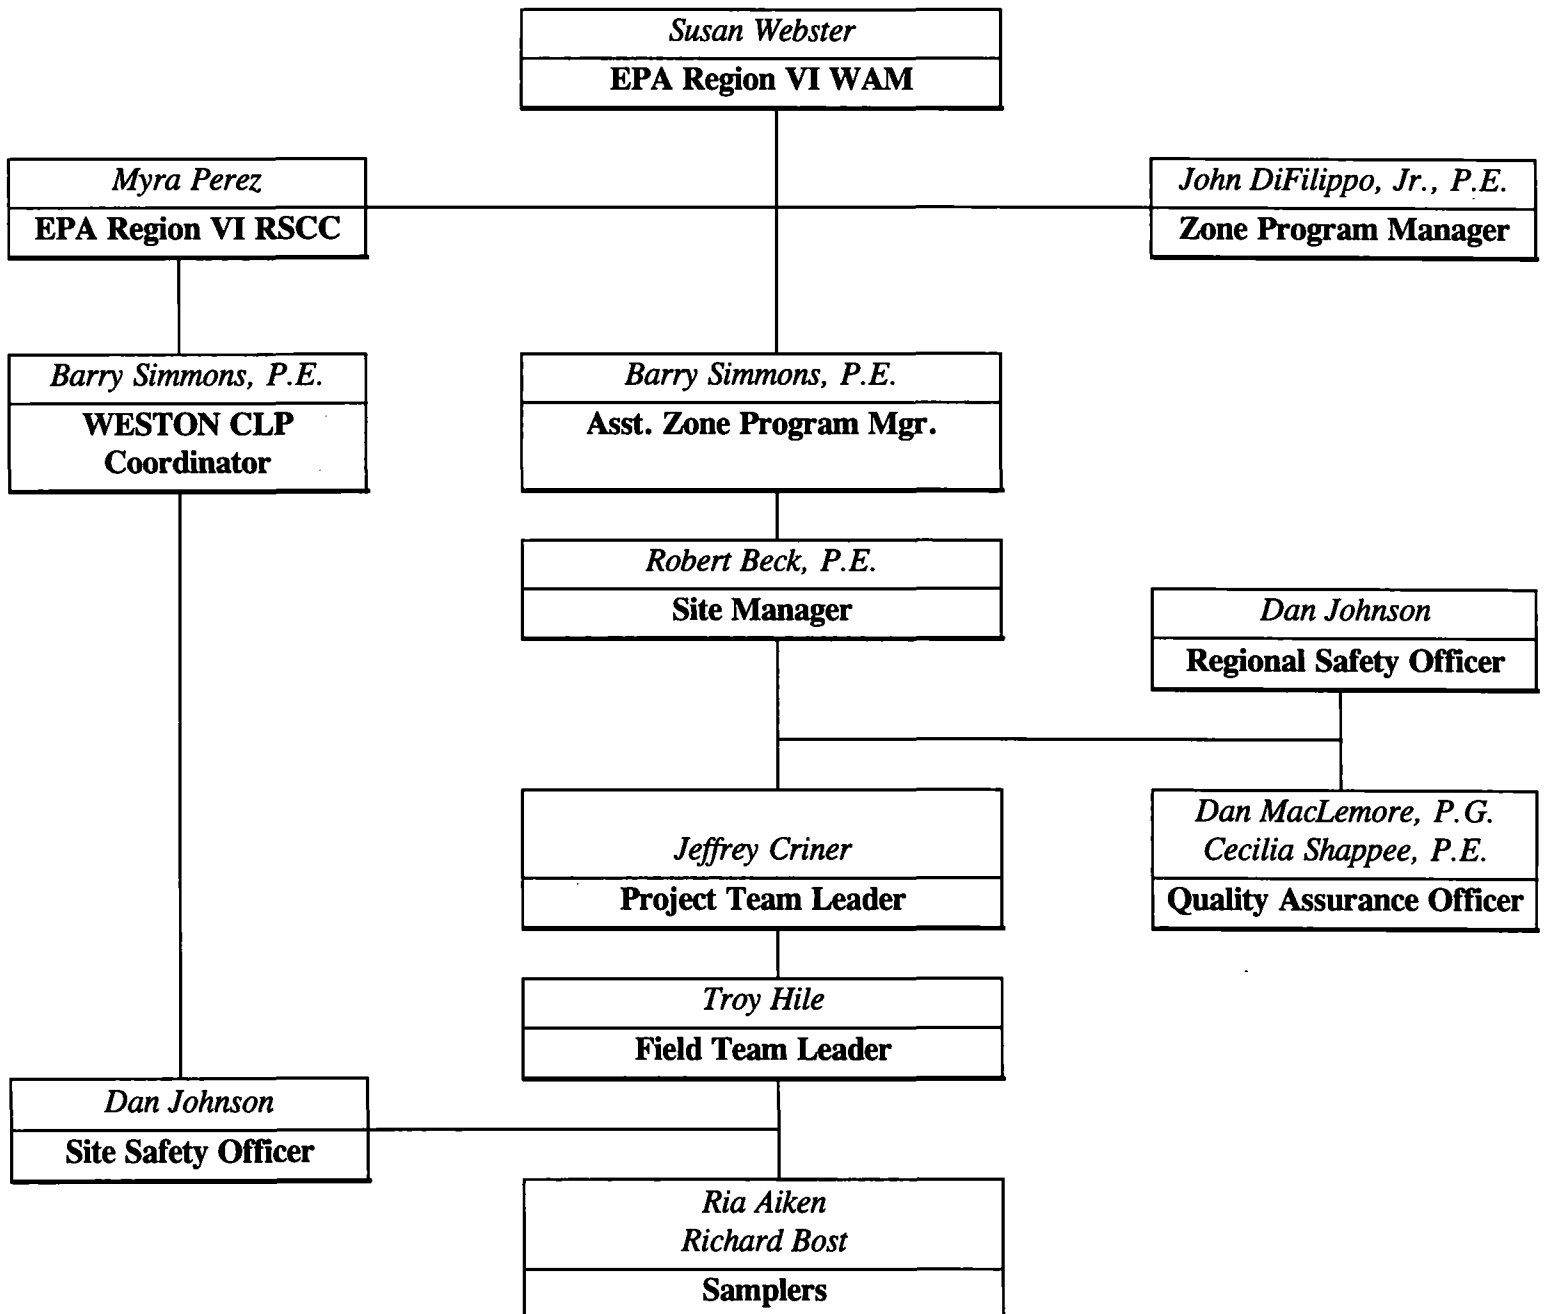 Susan Webster
EPA Region VI WAM
Myra Perez
EPA Region VI RSCC
John DiFilippo, Jr., P.E.
Zone Program Manager
Barry Simmons, P.E.
WESTON CLP
Coordinator
Barry Simmons, P.E.
Asst. Zone Program Mgr.
Robert Beck, P.E.
Site Manager
Dan Johnson
Regional Safety Officer
Jeffrey Criner
Project Team Leader
Dan MacLemore, P.G.
Cecilia Shappee, P.E.
Quality Assurance Officer
Troy Hile
Field Team Leader
Dan Johnson
Site Safety Officer
Ria Aiken
Richard Bost
Samplers